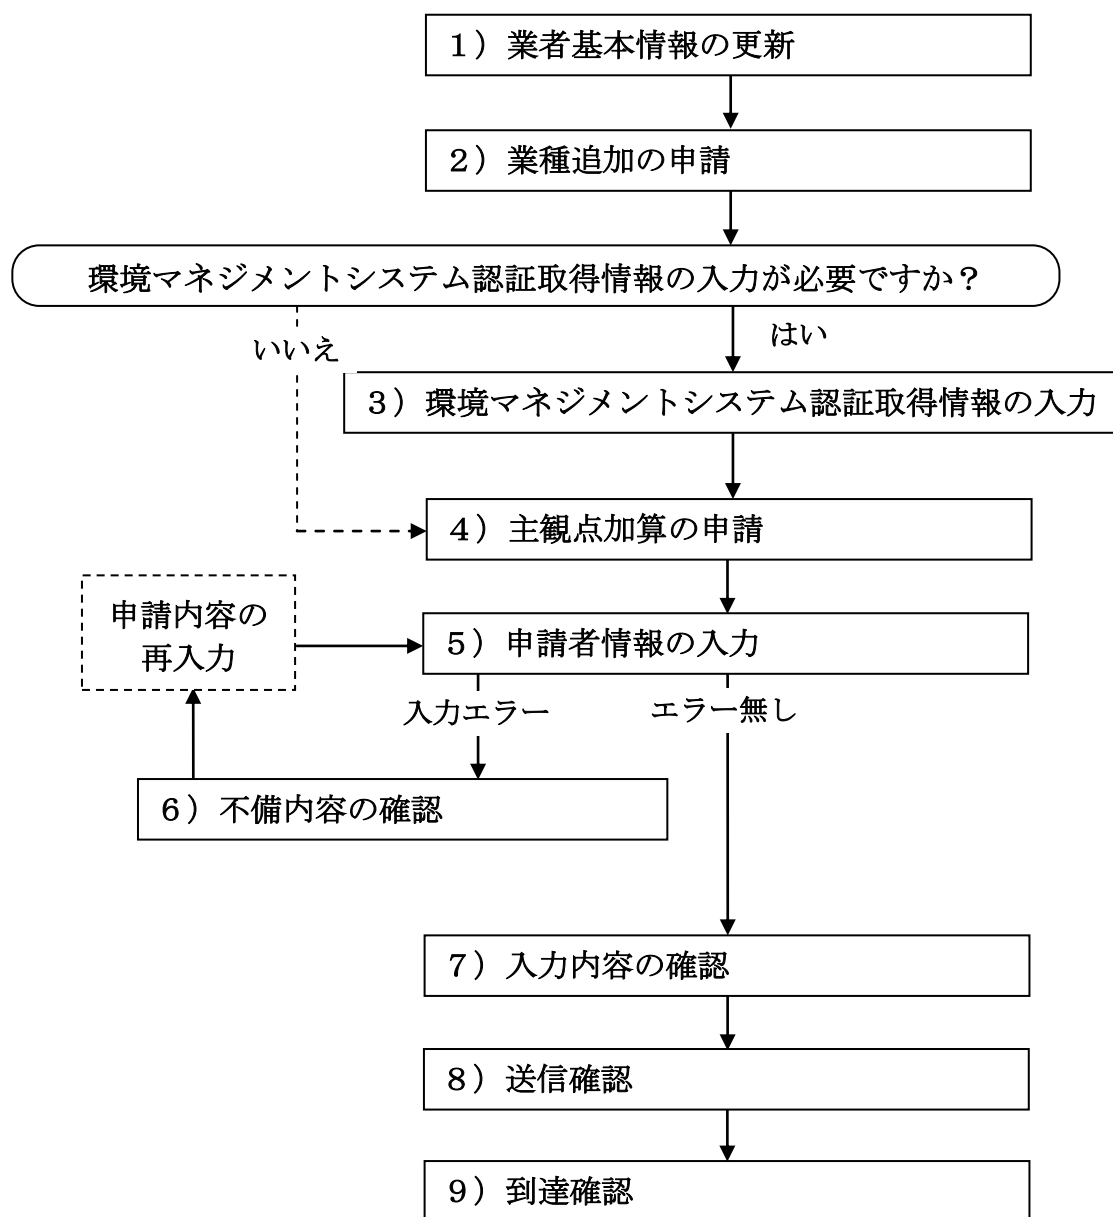 １）業者基本情報の更新
２）業種追加の申請
環境マネジメントシステム認証取得情報の入力が必要ですか？
いいえ
はい
３）環境マネジメントシステム認証取得情報の入力
４）主観点加算の申請
申請内容の
再入力
５）申請者情報の入力
入力エラー
エラー無し
６）不備内容の確認
７）入力内容の確認
８）送信確認
９）到達確認